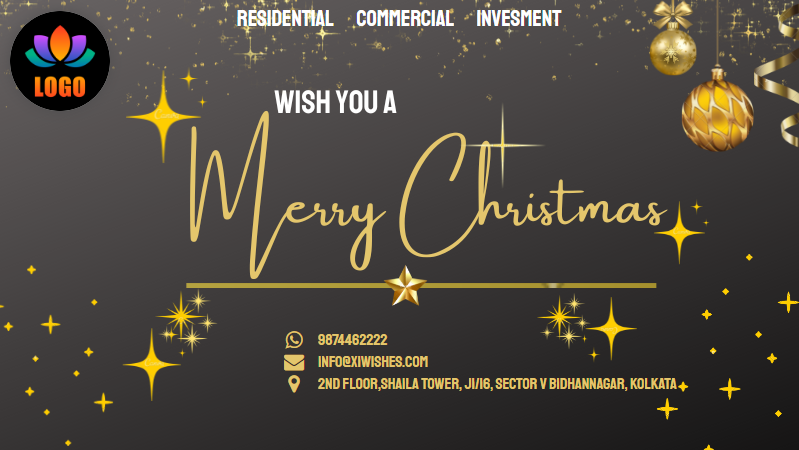 RESIDENTIAL COMMERCIAL INVESMENT
LOGO
WISH YOU A
Merry Christmas
9874462222
INFO@XIWISHES.COM
2ND FLOOR,SHAILA TOWER, JI/16, SECTOR V BIDHANNAGAR, KOLKATA